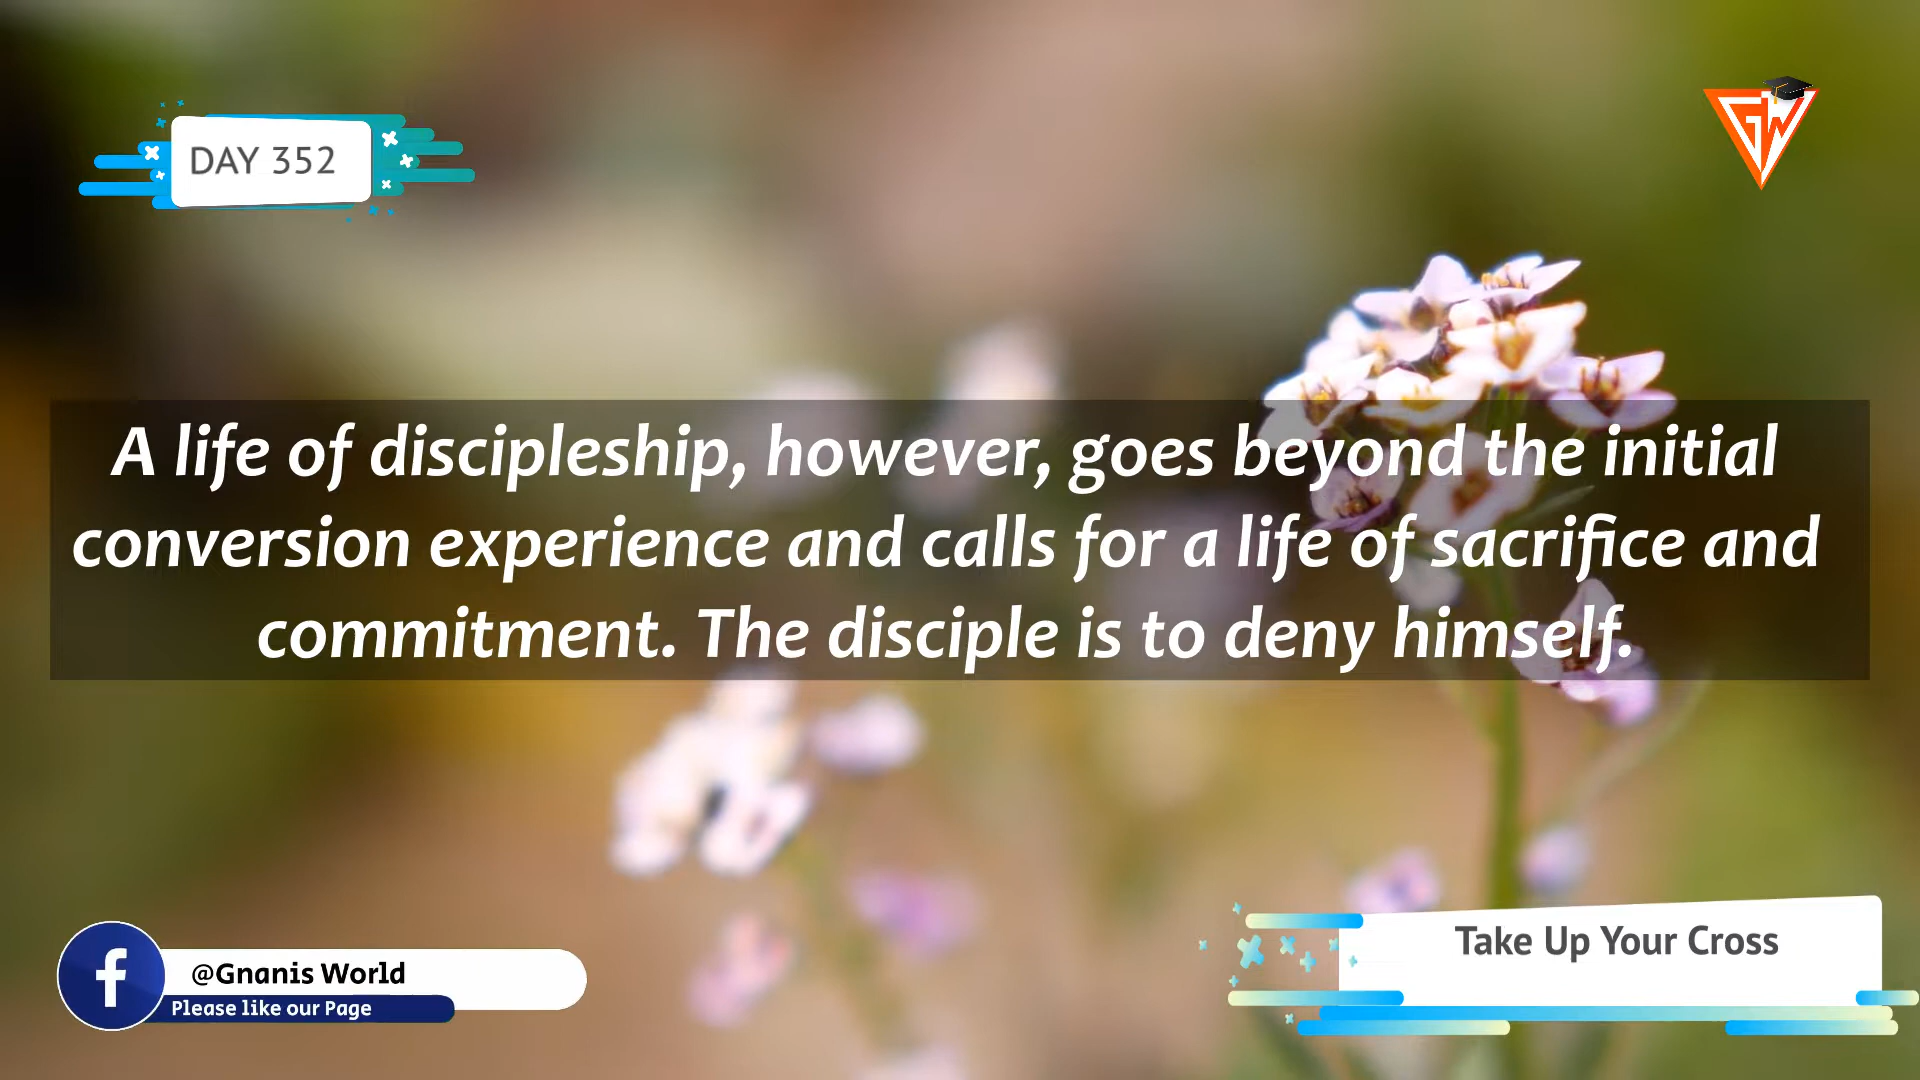 DAY 352
GW
A life of discipleship, however, goes beyond the initial
conversion experience and calls for a life of sacrifice and
commitment. The disciple is to deny himself.
@Gnanis World
Please like our Page
Take Up Your Cross